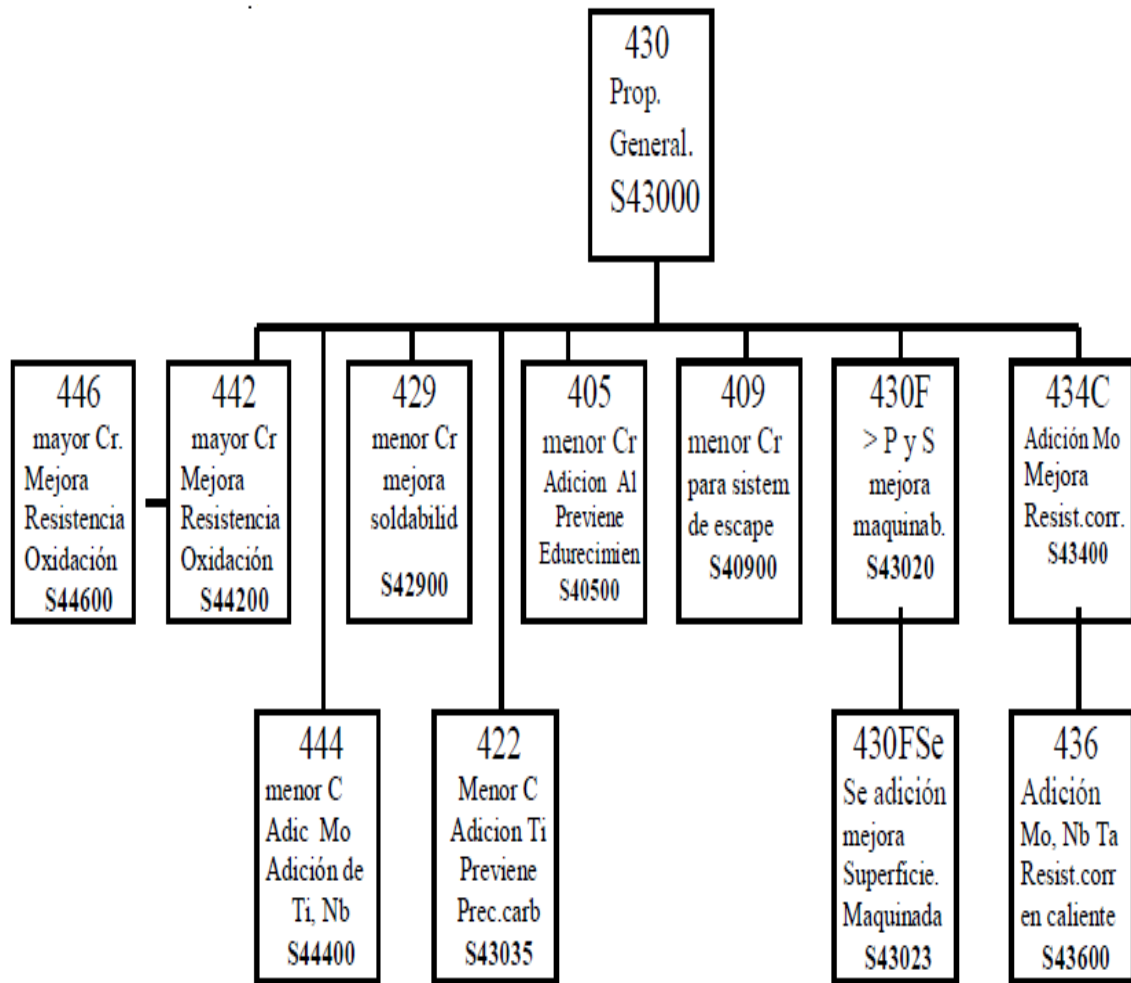 430
Prop.
General.
S43000
446
mayor Cr.
Mejora
Resistencia
Oxidación
S44600
442
mayor Cr
Mejora
Resistencia
Oxidación
S44200
429
menor Cr
mejora
soldabilid
S42900
405
menor Cr
Adicion Al
Previene
Edurecimien
S40500
409
menor Cr
para sistem
de escape
S40900
430F
> P y S
mejora
maquinab.
S43020
434C
Adición Mo
Mejora
Resist.corr.
S43400
444
menor C
Adic Mo
Adición de
Ti, Nb
S44400
422
Menor C
Adicion Ti
Previene
Prec.carb
S43035
430FSe
Se adición
mejora
Superficie.
Maquinada
S43023
436
Adición
Mo, Nb Ta
Resist.corr
en caliente
S43600